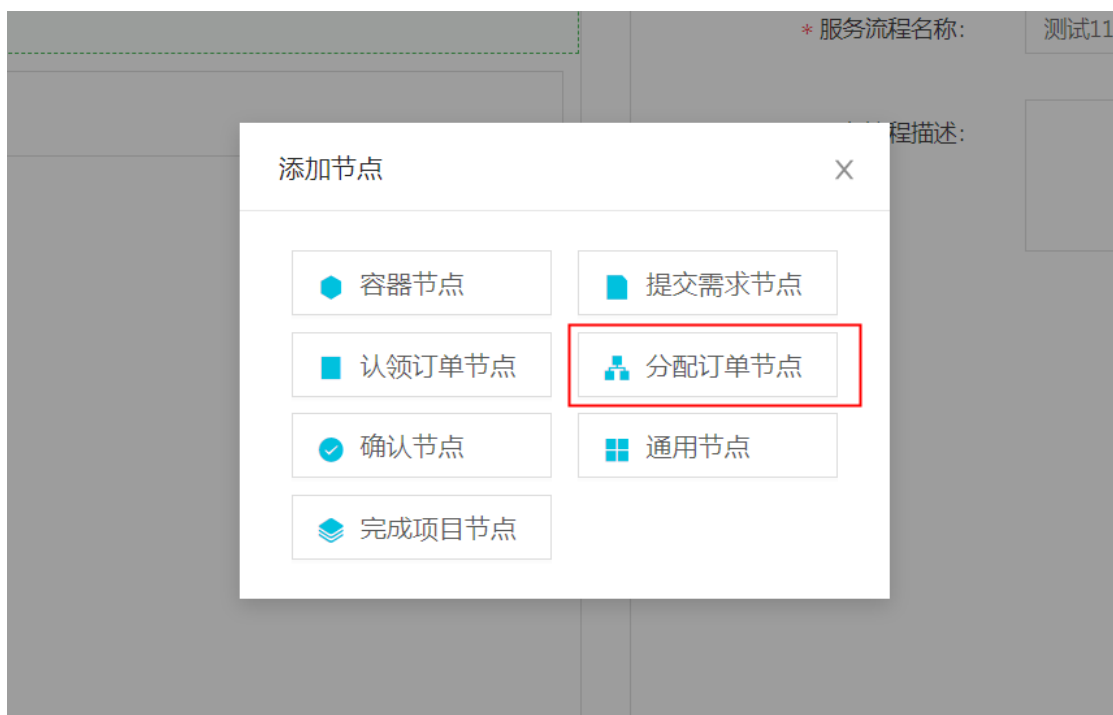 * 服务流程名称：
测试11
程描述：
添加节点
容器节点
提交需求节点
认领订单节点
分配订单节点
确认节点
通用节点
完成项目节点